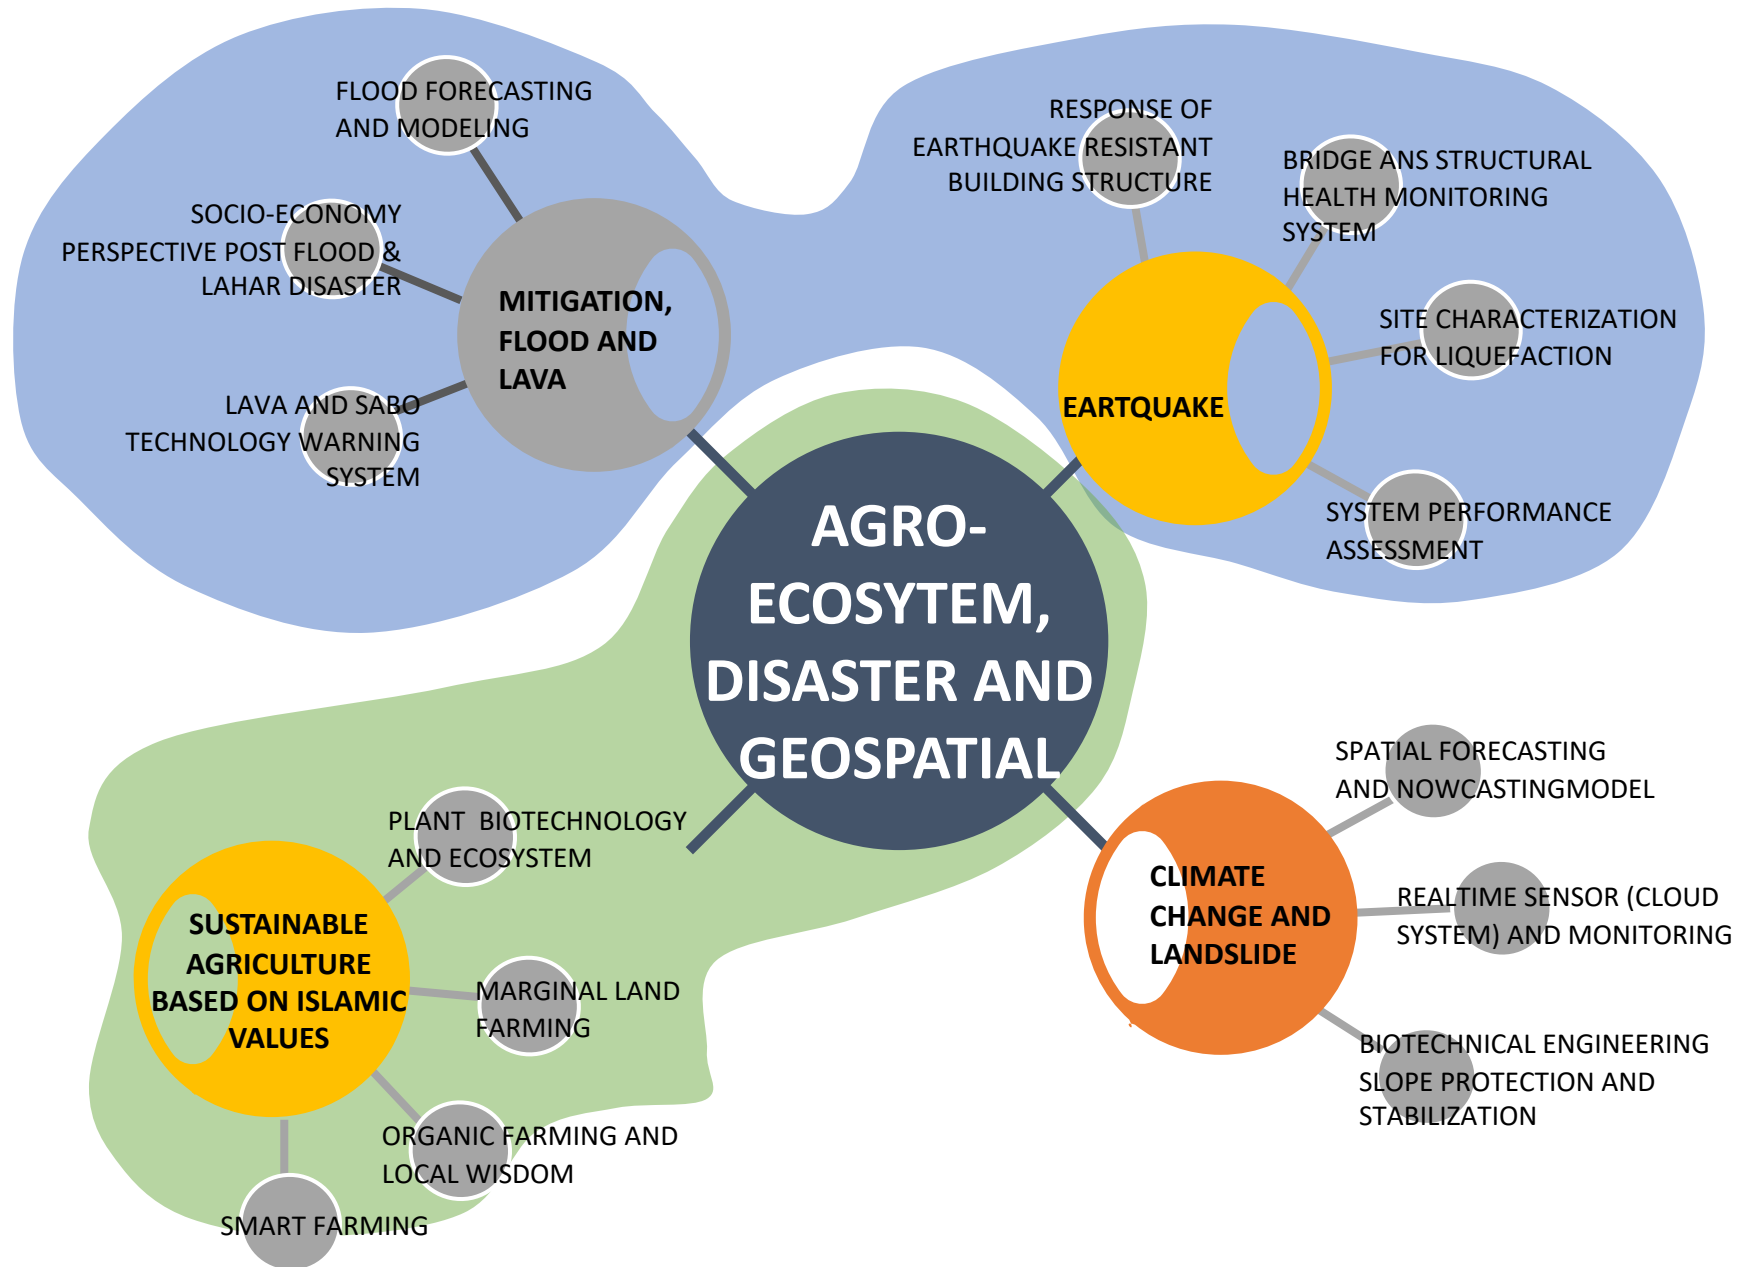 FLOOD FORECASTING
AND MODELING
SOCIO-ECONOMY
PERSPECTIVE POST FLOOD &
LAHAR DISASTER
LAVA AND SABO
TECHNOLOGY WARNING
SYSTEM
MITIGATION,
FLOOD AND
LAVA
RESPONSE OF
EARTHQUAKE RESISTANT
BUILDING STRUCTURE
BRIDGE ANS STRUCTURAL
HEALTH MONITORING
SYSTEM
SITE CHARACTERIZATION
FOR LIQUEFACTION
SYSTEM PERFORMANCE
ASSESSMENT
EARTQUAKE
AGRO-
ECOSYTEM,
DISASTER AND
GEOSPATIAL
PLANT  BIOTECHNOLOGY
AND ECOSYSTEM
SUSTAINABLE
AGRICULTURE
BASED ON ISLAMIC
VALUES
MARGINAL LAND
FARMING
ORGANIC FARMING AND
LOCAL WISDOM
SMART FARMING
CLIMATE
CHANGE AND
LANDSLIDE
SPATIAL FORECASTING
AND NOWCASTINGMODEL
REALTIME SENSOR (CLOUD
SYSTEM) AND MONITORING
BIOTECHNICAL ENGINEERING
SLOPE PROTECTION AND
STABILIZATION